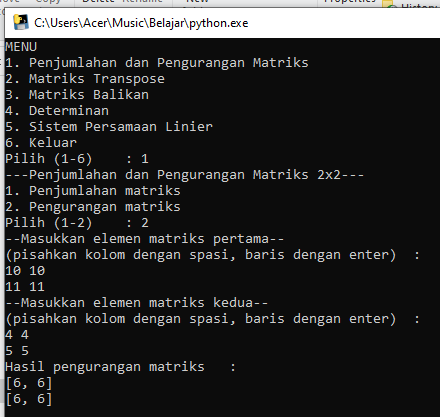 Move Copy Delete Rename New Properties History
C:\Users\Acer\Music\Belajar\python.exe
MENU
1. Penjumlahan dan Pengurangan Matriks
2. Matriks Transpose
3. Matriks Balikan
4. Determinan
5. Sistem Persamaan Linier
6. Keluar
Pilih (1-6)    : 1
---Penjumlahan dan Pengurangan Matriks 2x2---
1. Penjumlahan matriks
2. Pengurangan matriks
Pilih (1-2)    : 2
--Masukkan elemen matriks pertama--
(pisahkan kolom dengan spasi, baris dengan enter)  :
10 10
11 11
--Masukkan elemen matriks kedua--
(pisahkan kolom dengan spasi, baris dengan enter)  :
4 4
5 5
Hasil pengurangan matriks   :
[6, 6]
[6, 6]